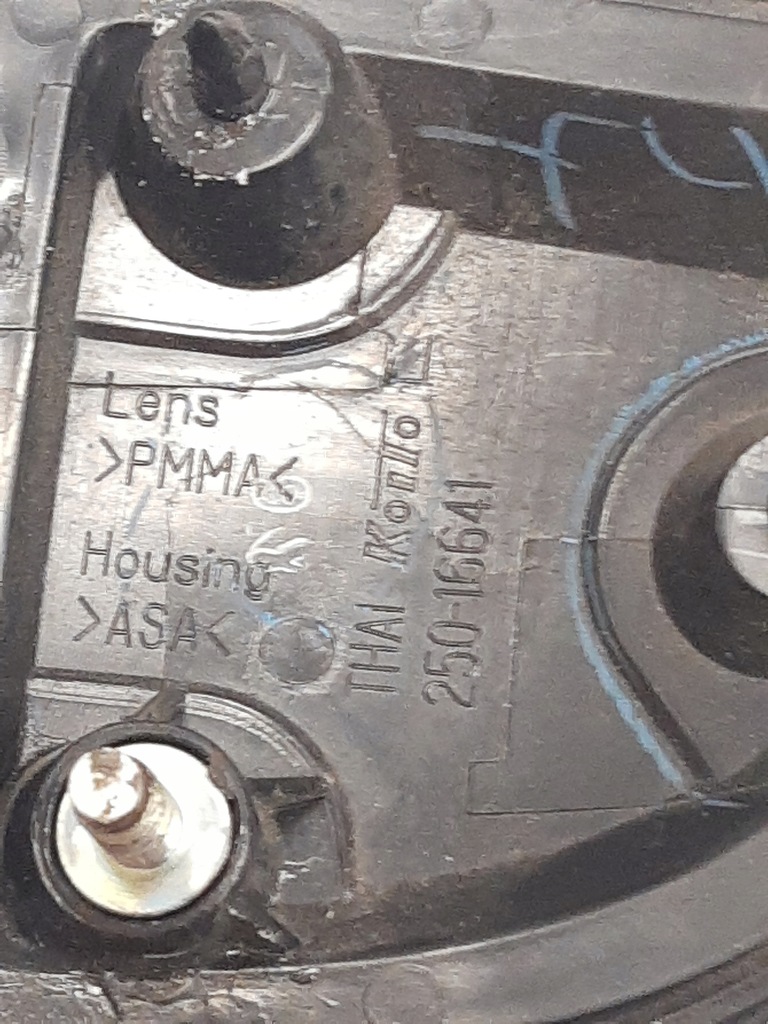 Lens
>PMMA<
Housing
>ASA<
THAI Koito
250-16641
L